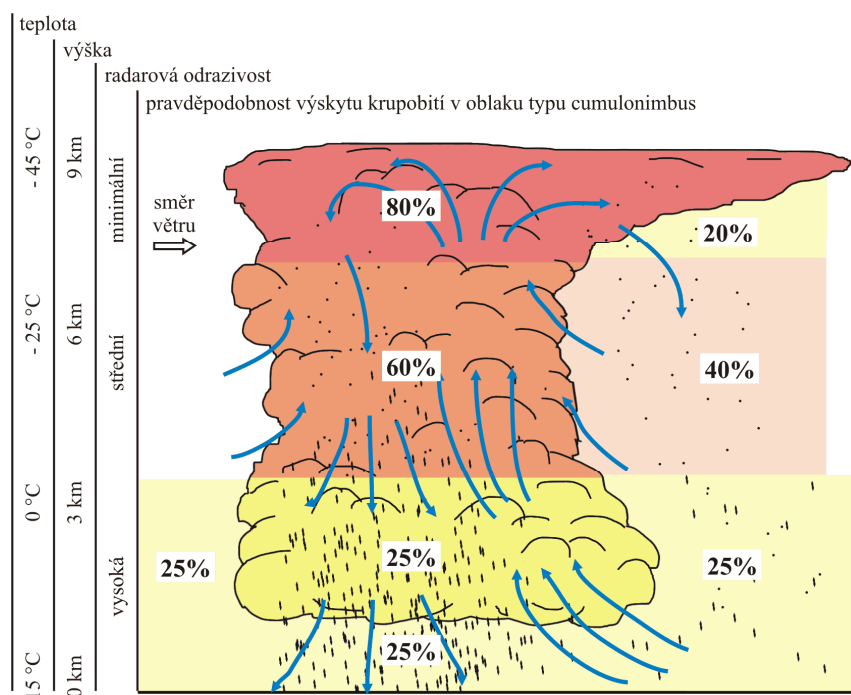 teplota
výška
radarová odrazivost
pravděpodobnost výskytu krupobití v oblaku typu cumulonimbus
- 45 °C
9 km
minimální
směr
větru
80%
20%
- 25 °C
6 km
střední
60%
40%
0 °C
3 km
vysoká
25%
25%
25%
25%
15 °C
0 km